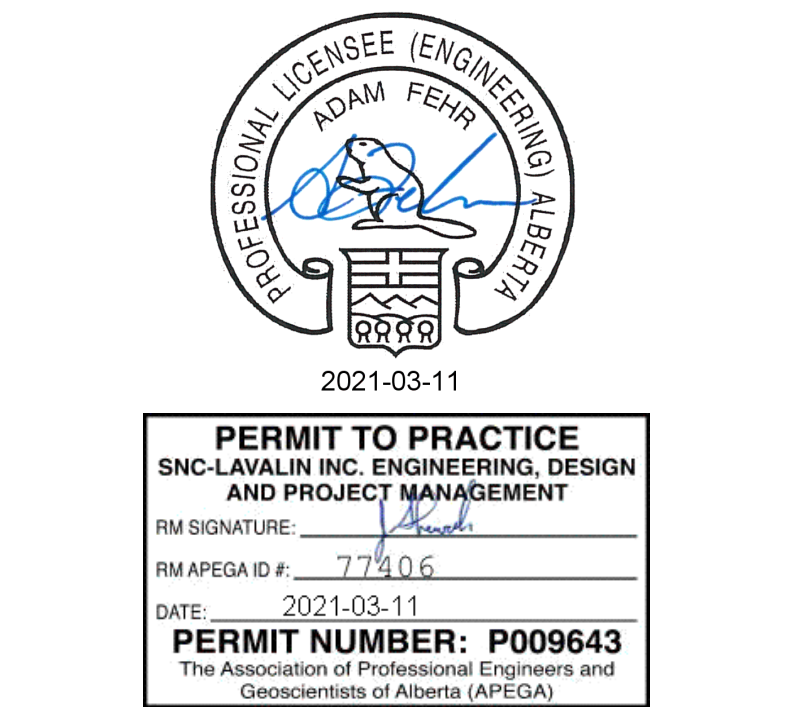 PROFESSIONAL LICENSEE (ENGINEERING) ALBERTA
ADAM FEHR
2021-03-11
PERMIT TO PRACTICE
SNC-LAVALIN INC. ENGINEERING, DESIGN
AND PROJECT MANAGEMENT
RM SIGNATURE:
RM APEGA ID #: 77406
DATE: 2021-03-11
PERMIT NUMBER: P009643
The Association of Professional Engineers and
Geoscientists of Alberta (APEGA)